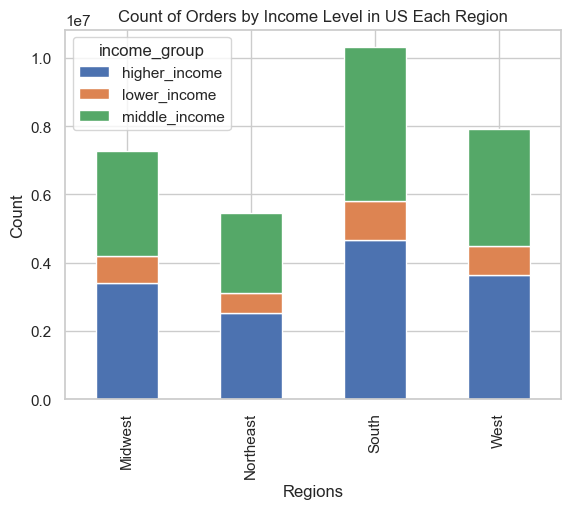 Count of Orders by Income Level in US Each Region
1e7
income_group
higher_income
lower_income
middle_income
1.0
0.8
0.6
0.4
0.2
0.0
Count
Midwest
Northeast
South
West
Regions